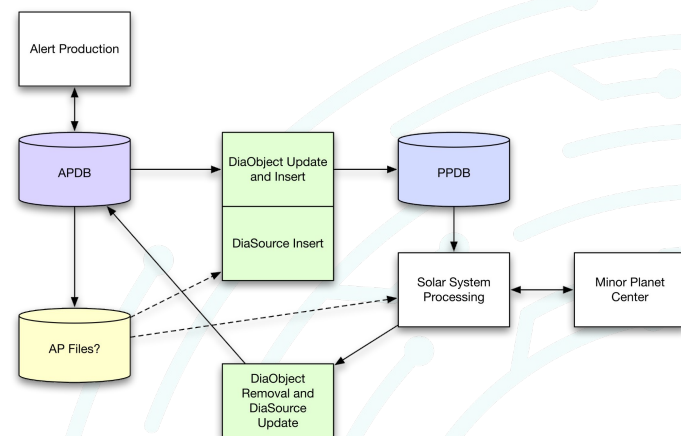 Alert Production
APDB
DiaObject Update
and Insert
PPDB
DiaSource Insert
Solar System
Processing
Minor Planet
Center
AP Files?
DiaObject
Removal and
DiaSource
Update